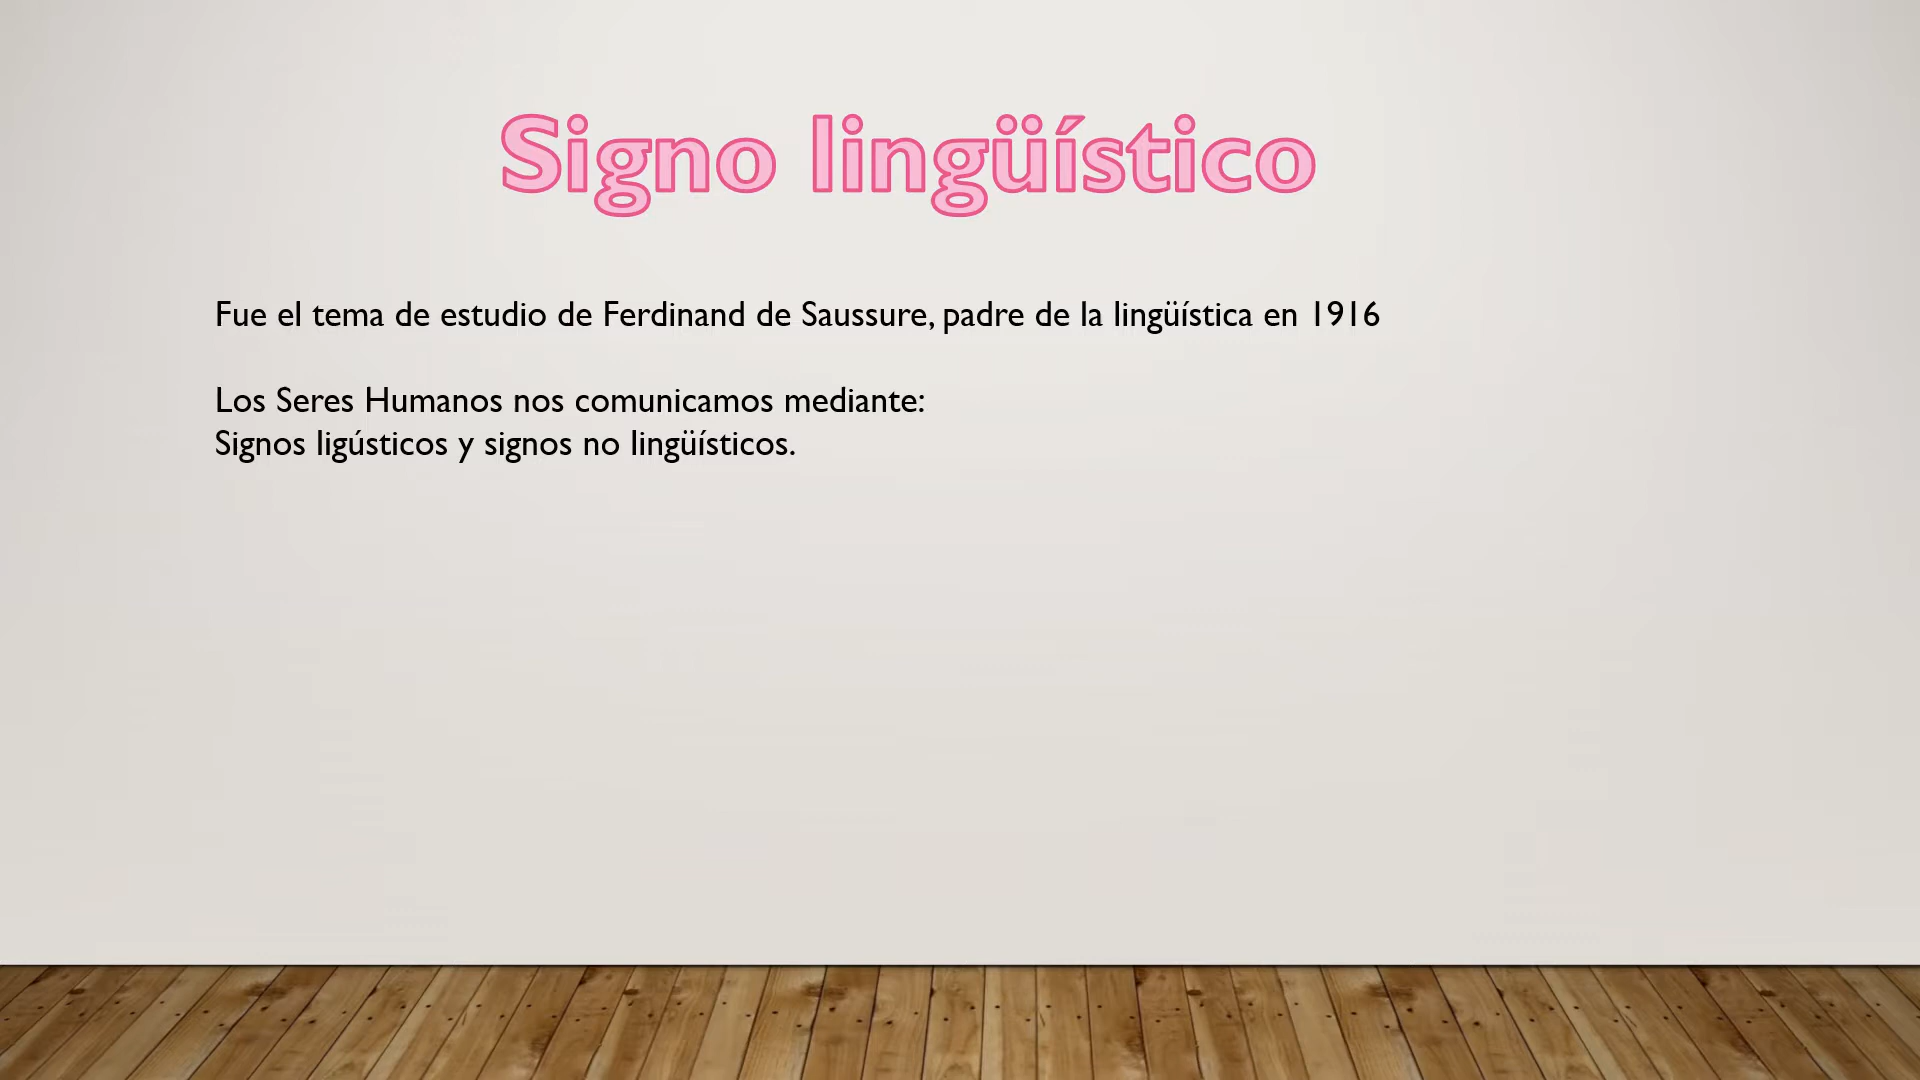 Signo lingüístico
Fue el tema de estudio de Ferdinand de Saussure, padre de la lingüística en 1916
Los Seres Humanos nos comunicamos mediante:
Signos ligústicos y signos no lingüísticos.